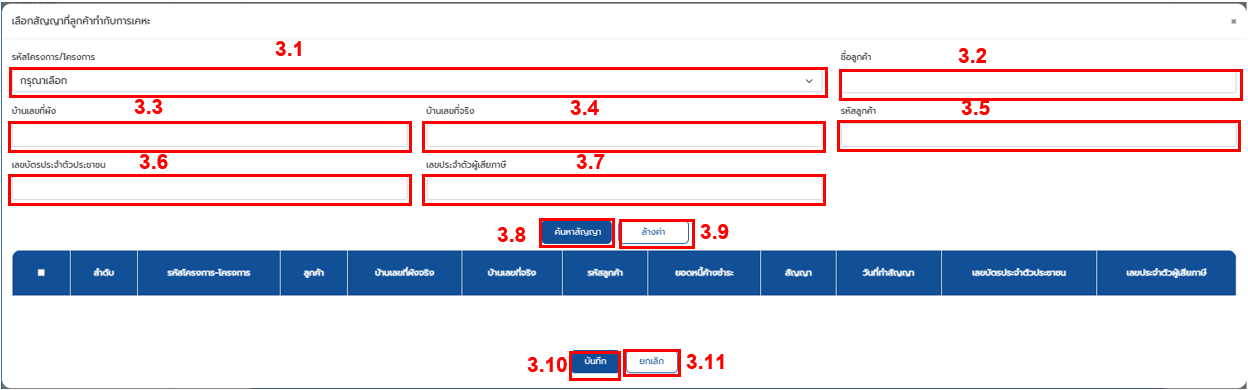 เลือกสัญญาที่ลูกค้าทำกับการเคหะ
×
3.1
3.2
รหัสโครงการ/โครงการ
ชื่อลูกค้า
กรุณาเลือก
3.3
3.4
3.5
บ้านเลขที่ผัง
บ้านเลขที่จริง
รหัสลูกค้า
3.6
3.7
เลขบัตรประจำตัวประชาชน
เลขประจำตัวผู้เสียภาษี
3.8 ค้นหาสัญญา ล้างค่า 3.9
ลำดับ รหัสโครงการ-โครงการ ลูกค้า บ้านเลขที่ผังจริง บ้านเลขที่จริง รหัสลูกค้า ยอดหนี้ค้างชำระ สัญญา วันที่ทำสัญญา เลขบัตรประจำตัวประชาชน เลขประจำตัวผู้เสียภาษี
3.10 บันทึก ยกเลิก 3.11